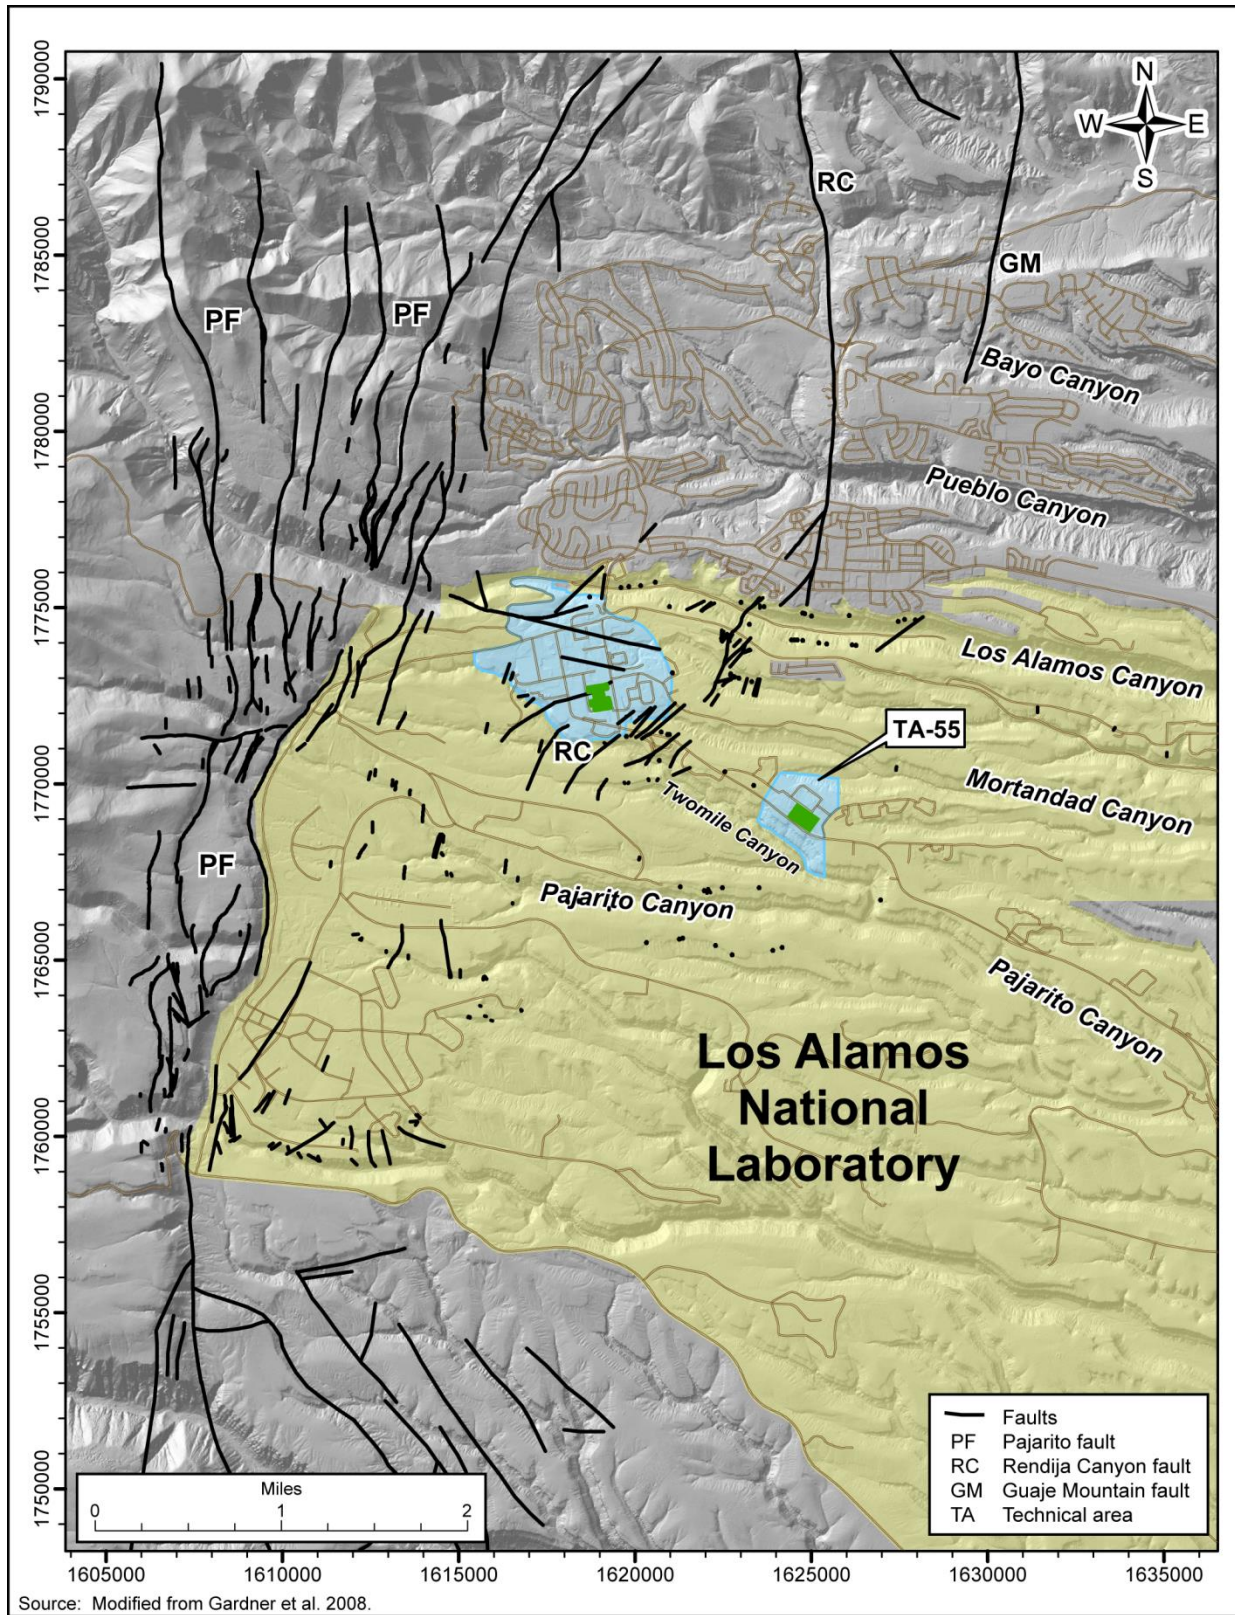 N
W E
S
RC
GM
PF
PF
Bayo Canyon
Pueblo Canyon
Los Alamos Canyon
TA-55
RC
Mortandad Canyon
Twomile Canyon
PF
Pajarito Canyon
Pajarito Canyon
Los Alamos
National
Laboratory
1790000
1785000
1780000
1775000
1770000
1765000
1760000
1755000
1750000
Faults
PF Pajarito fault
RC Rendija Canyon fault
GM Guaje Mountain fault
TA Technical area
Miles
0 1 2
1605000 1610000 1615000 1620000 1625000 1630000 1635000
Source: Modified from Gardner et al. 2008.